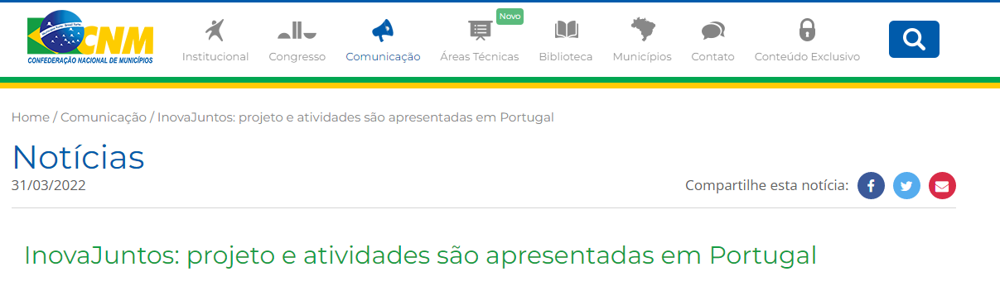 CNM
CONFEDERAÇÃO NACIONAL DE MUNICÍPIOS
Novo
Institucional
Congresso
Comunicação
Áreas Técnicas
Biblioteca
Municípios
Contato
Conteúdo Exclusivo
Home / Comunicação / InovaJuntos: projeto e atividades são apresentadas em Portugal
Notícias
31/03/2022
Compartilhe esta notícia:
InovaJuntos: projeto e atividades são apresentadas em Portugal